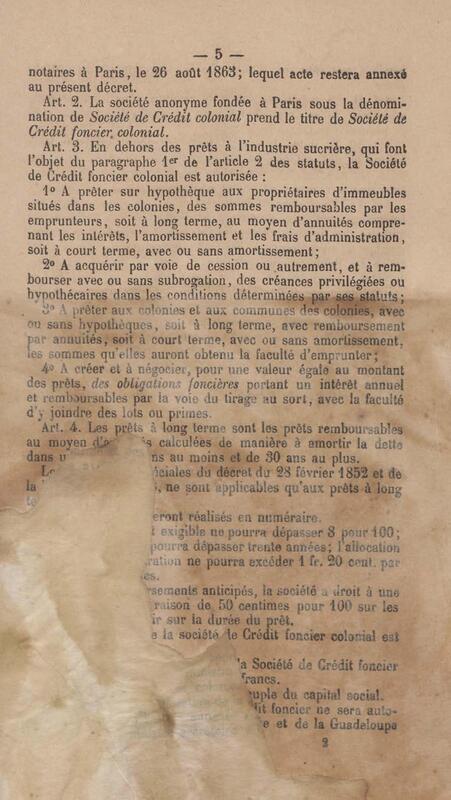 — 5 —
notaires à Paris, le 26 août 1863; lequel acte restera annexé
au présent décret.
Art. 2. La société anonyme fondée à Paris sous la dénomi-
nation de Société de Crédit colonial prend le titre de Société de
Crédit foncier colonial.
Art. 3. En dehors des prêts à l'industrie sucrière, qui font
l'objet du paragraphe 1er de l'article 2 des statuts, la Société
de Crédit foncier colonial est autorisée :
1º A prêter sur hypothèque aux propriétaires d'immeubles
situés dans les colonies, des sommes remboursables par les
emprunteurs, soit à long terme, au moyen d'annuités compre-
nant les intérêts, l'amortissement et les frais d'administration,
soit à court terme, avec ou sans amortissement;
2º A acquérir par voie de cession ou autrement, et à rem-
bourser avec ou sans subrogation, des créances privilégiées ou
hypothécaires dans les conditions déterminées par ses statuts;
3º A prêter aux colonies et aux communes des colonies, avec
ou sans hypothèques, soit à long terme, avec remboursement
par annuités, soit à court terme, avec ou sans amortissement,
les sommes qu'elles auront obtenu la faculté d'emprunter;
4º A créer et à négocier, pour une valeur égale au montant
des prêts, des obligations foncières portant un intérêt annuel
et remboursables par la voie du tirage au sort, avec la faculté
d'y joindre des lots ou primes.
Art. 4. Les prêts à long terme sont les prêts remboursables
au moyen calculées de manière à amortir la dette
dans ns au moins et de 30 ans au plus.
éciales du décret du 28 février 1852 et de
la ne sont applicables qu'aux prêts à long
eront réalisés en numéraire.
exigible ne pourra dépasser 8 pour 100;
pourra dépasser trente années; l'allocation
ration ne pourra excéder 1 fr. 20 cent. par
es.
rsements anticipés, la société a droit à une
raison de 50 centimes pour 100 sur les
ir sur la durée du prêt.
e la société de Crédit foncier colonial est
la Société de Crédit foncier
francs.
uple du capital social.
dit foncier ne sera auto-
e et de la Guadeloupe
2